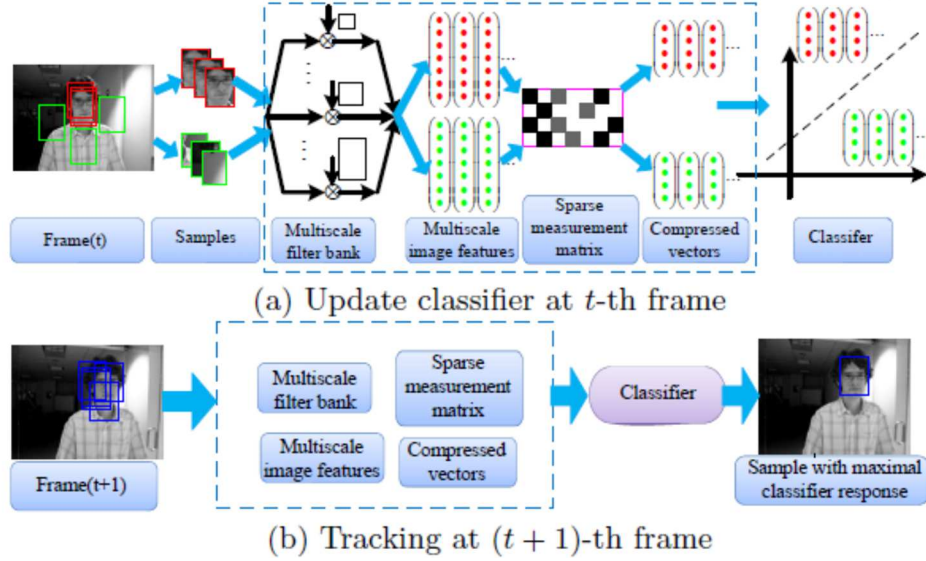 Frame(t)
Samples
Multiscale
filter bank
Multiscale
image features
Sparse
measurement
matrix
Compressed
vectors
Classifer
(a) Update classifier at t-th frame
Frame(t+1)
Multiscale
filter bank
Sparse
measurement
matrix
Multiscale
image features
Compressed
vectors
Classifier
Sample with maximal
classifier response
(b) Tracking at (t + 1)-th frame